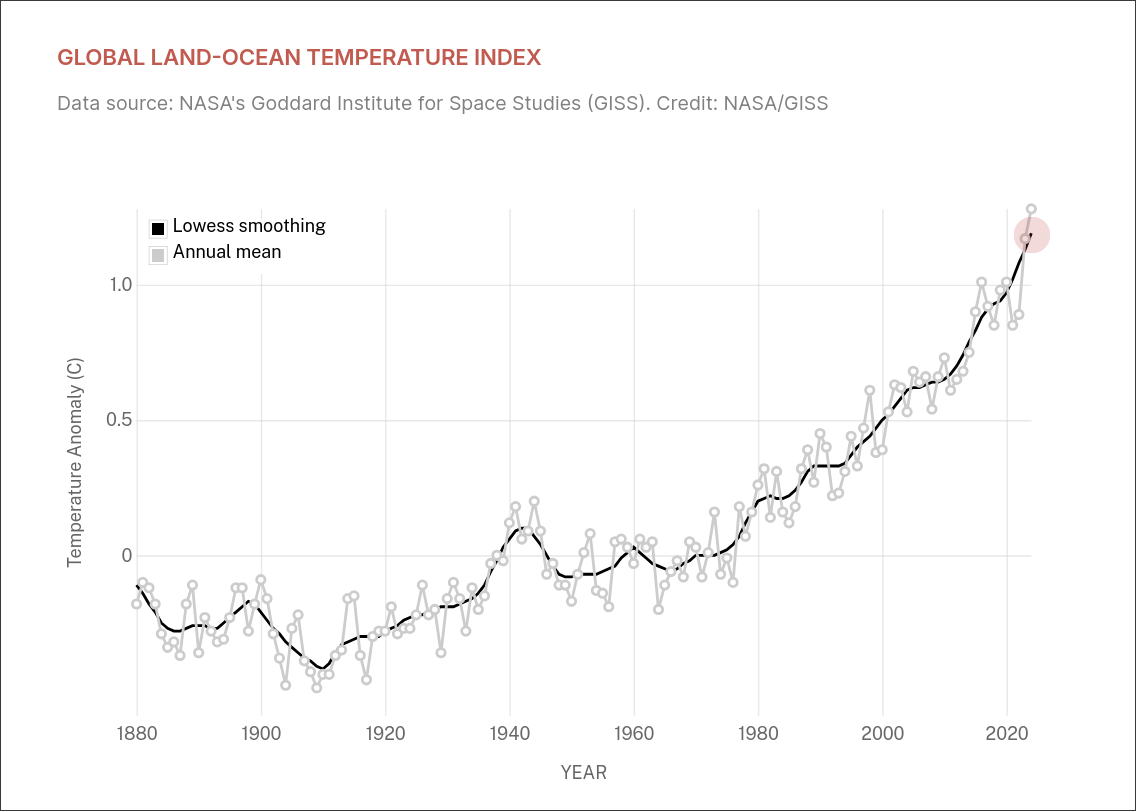 GLOBAL LAND-OCEAN TEMPERATURE INDEX
Data source: NASA's Goddard Institute for Space Studies (GISS). Credit: NASA/GISS
Lowess smoothing
Annual mean
1.0
0.5
0
Temperature Anomaly (C)
1880 1900 1920 1940 1960 1980 2000 2020
YEAR